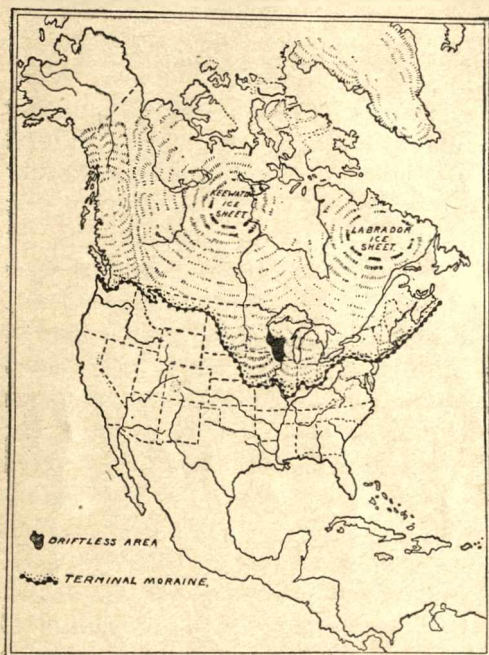 KEEWATIN
ICE
SHEET
LABRADOR
ICE
SHEET
DRIFTLESS AREA
TERMINAL MORAINE.